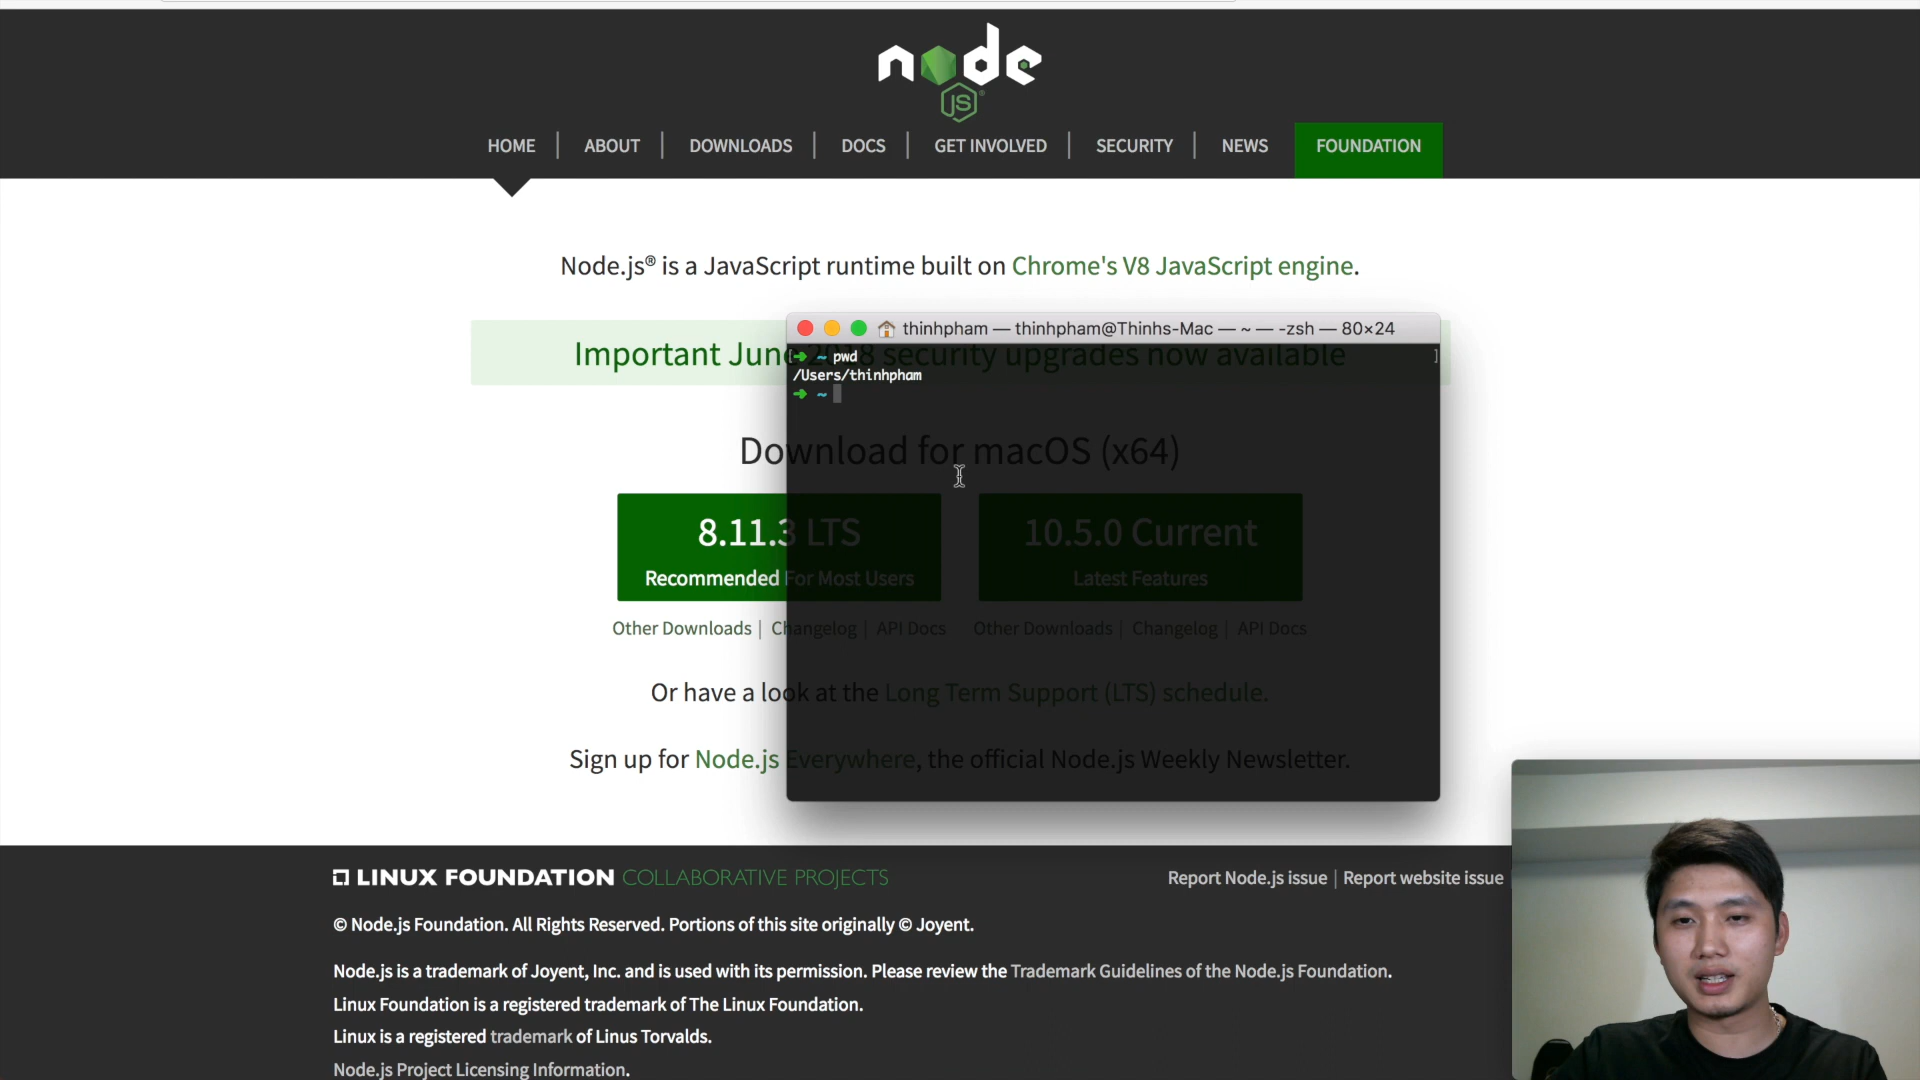 node
JS
HOME | ABOUT | DOWNLOADS | DOCS | GET INVOLVED | SECURITY | NEWS FOUNDATION
Node.js® is a JavaScript runtime built on Chrome's V8 JavaScript engine.
Important June 2018 security upgrades now available
thinhpham — thinhpham@Thinhs-Mac — ~ — -zsh — 80×24
➜ ~ pwd
/Users/thinhpham
➜ ~
Download for macOS (x64)
8.11.3 LTS
Recommended For Most Users
10.5.0 Current
Latest Features
Other Downloads | Changelog | API Docs
Other Downloads | Changelog | API Docs
Or have a look at the Long Term Support (LTS) schedule.
Sign up for Node.js Everywhere, the official Node.js Weekly Newsletter.
LINUX FOUNDATION COLLABORATIVE PROJECTS
Report Node.js issue | Report website issue
© Node.js Foundation. All Rights Reserved. Portions of this site originally © Joyent.
Node.js is a trademark of Joyent, Inc. and is used with its permission. Please review the Trademark Guidelines of the Node.js Foundation.
Linux Foundation is a registered trademark of The Linux Foundation.
Linux is a registered trademark of Linus Torvalds.
Node.js Project Licensing Information.